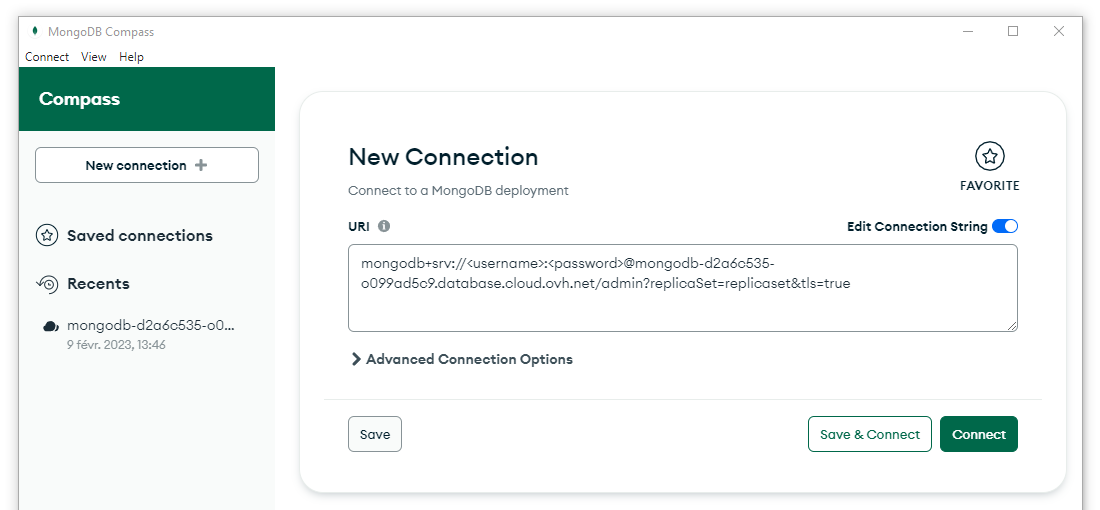 MongoDB Compass
Connect View Help
Compass
New connection
Saved connections
Recents
mongodb-d2a6c535-o0...
9 févr. 2023, 13:46
New Connection
FAVORITE
Connect to a MongoDB deployment
URI
Edit Connection String
mongodb+srv://<username>:<password>@mongodb-d2a6c535-
o099ad5c9.database.cloud.ovh.net/admin?replicaSet=replicaset&tls=true
Advanced Connection Options
Save
Save & Connect
Connect